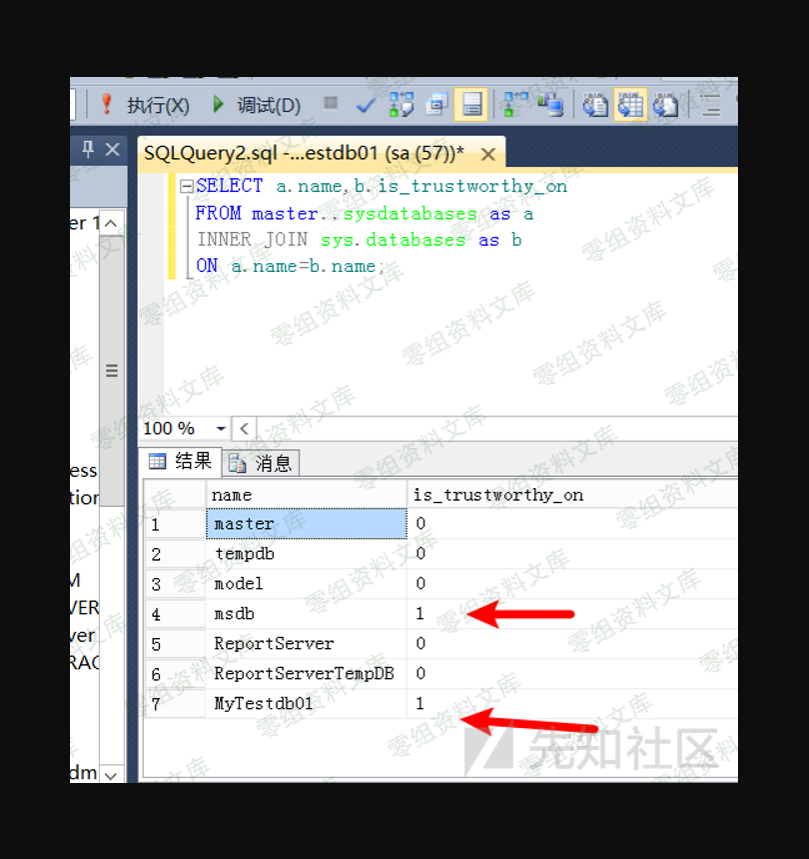 执行(X) 调试(D)
SQLQuery2.sql -...estdb01 (sa (57))*
SELECT a.name,b.is_trustworthy_on
FROM master..sysdatabases as a
INNER JOIN sys.databases as b
ON a.name=b.name;
er 1
100 %
结果 消息
ess
tion
name is_trustworthy_on
1 master 0
2 tempdb 0
3 model 0
4 msdb 1
5 ReportServer 0
6 ReportServerTempDB 0
7 MyTestdb01 1
VER
ver
RAC
dm
先知社区
零组资料文库